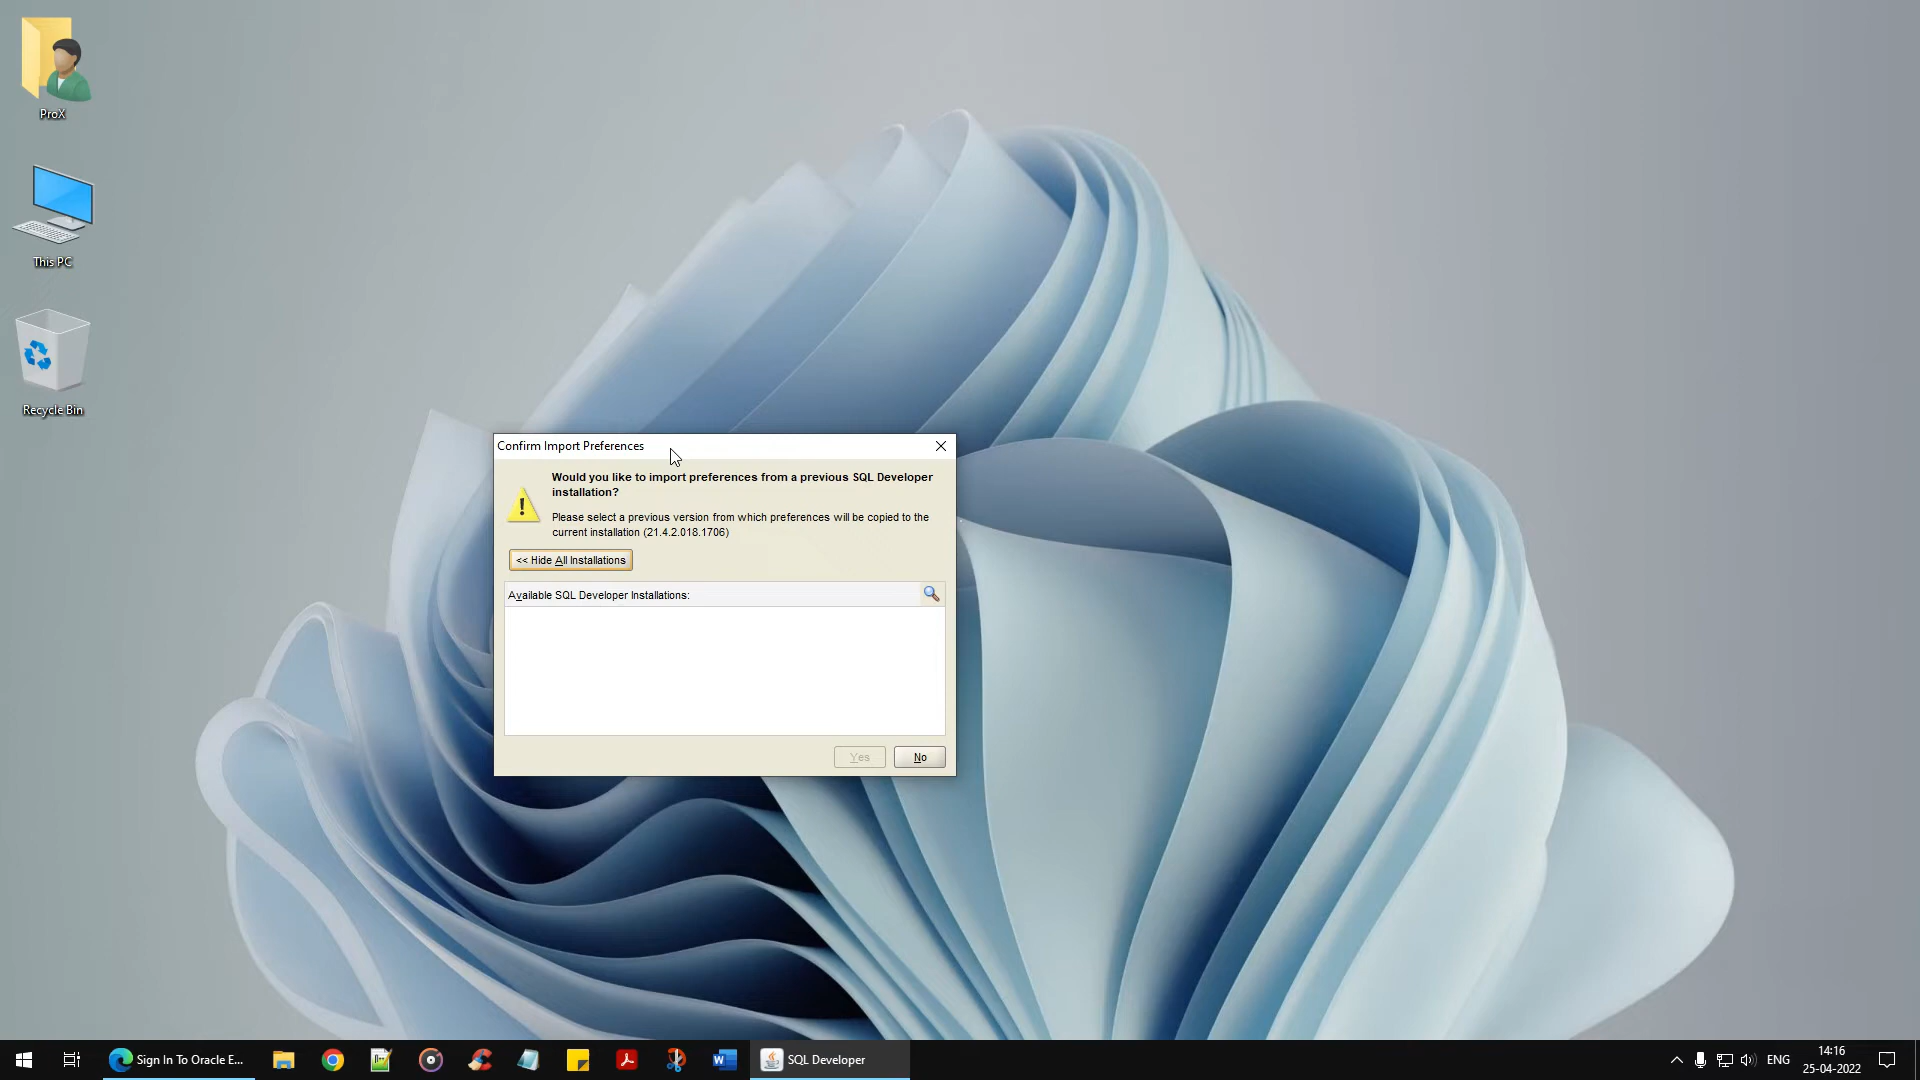 ProX
This PC
Recycle Bin
Confirm Import Preferences
Would you like to import preferences from a previous SQL Developer
installation?
Please select a previous version from which preferences will be copied to the
current installation (21.4.2.018.1706)
<< Hide All Installations
Available SQL Developer Installations:
Yes
No
Sign In To Oracle E...
SQL Developer
ENG
14:16
25-04-2022